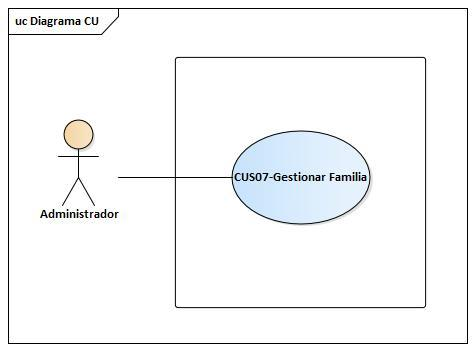 uc Diagrama CU
CUS07-Gestionar Familia
Administrador